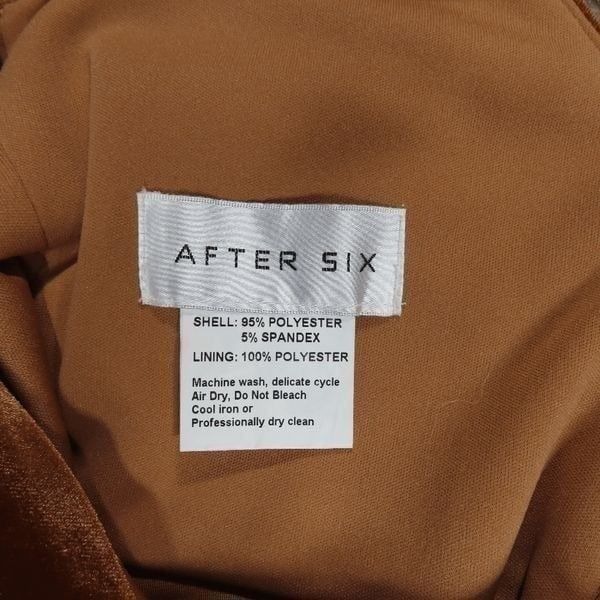 AFTER SIX
SHELL: 95% POLYESTER
5% SPANDEX
LINING: 100% POLYESTER
Machine wash, delicate cycle
Air Dry, Do Not Bleach
Cool iron or
Professionally dry clean